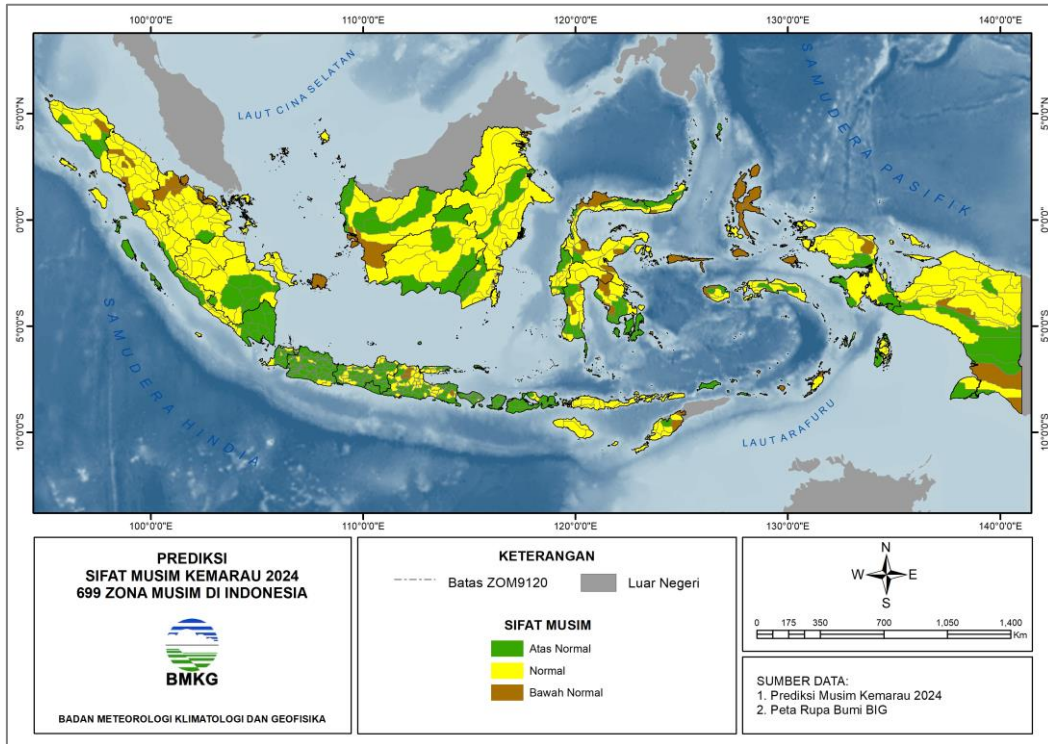 100°0'0"E 110°0'0"E 120°0'0"E 130°0'0"E 140°0'0"E
5°0'0"N 5°0'0"N
0°0'0" 0°0'0"
5°0'0"S 5°0'0"S
10°0'0"S 10°0'0"S
LAUT CINA SELATAN
SAMUDERA PASIFIK
SAMUDERA HINDIA
LAUT ARAFURU
100°0'0"E 110°0'0"E 120°0'0"E 130°0'0"E 140°0'0"E
PREDIKSI
SIFAT MUSIM KEMARAU 2024
699 ZONA MUSIM DI INDONESIA
BMKG
BADAN METEOROLOGI KLIMATOLOGI DAN GEOFISIKA
KETERANGAN
Batas ZOM9120 Luar Negeri
SIFAT MUSIM
Atas Normal
Normal
Bawah Normal
N
W E
S
0 175 350 700 1,050 1,400
Km
SUMBER DATA:
1. Prediksi Musim Kemarau 2024
2. Peta Rupa Bumi BIG